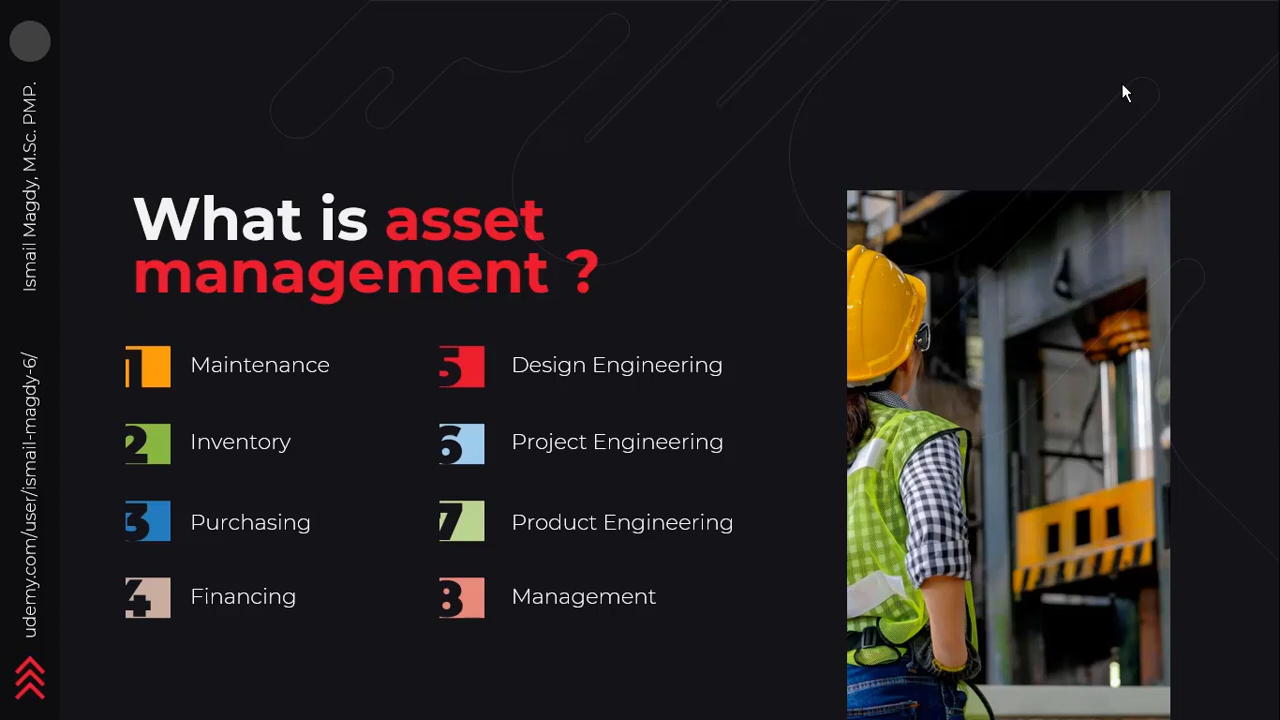 Ismail Magdy, M.Sc. PMP.
udemy.com/user/ismail-magdy-6/
What is asset
management ?
1 Maintenance
2 Inventory
3 Purchasing
4 Financing
5 Design Engineering
6 Project Engineering
7 Product Engineering
8 Management